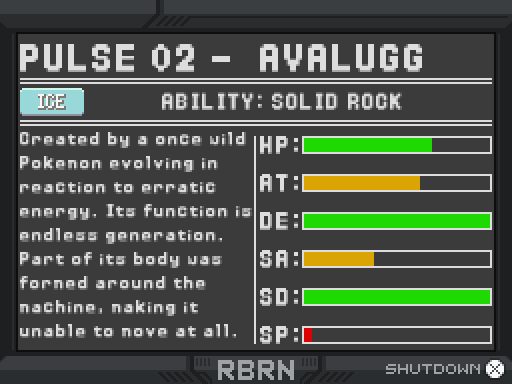 PULSE 02 - AVALUGG
ICE
ABILITY: SOLID ROCK
Created by a once wild
Pokemon evolving in
reaction to erratic
energy. Its function is
endless generation.
Part of its body was
formed around the
machine, making it
unable to move at all.
HP:
AT:
DE:
SA:
SD:
SP:
RBRN
SHUTDOWN